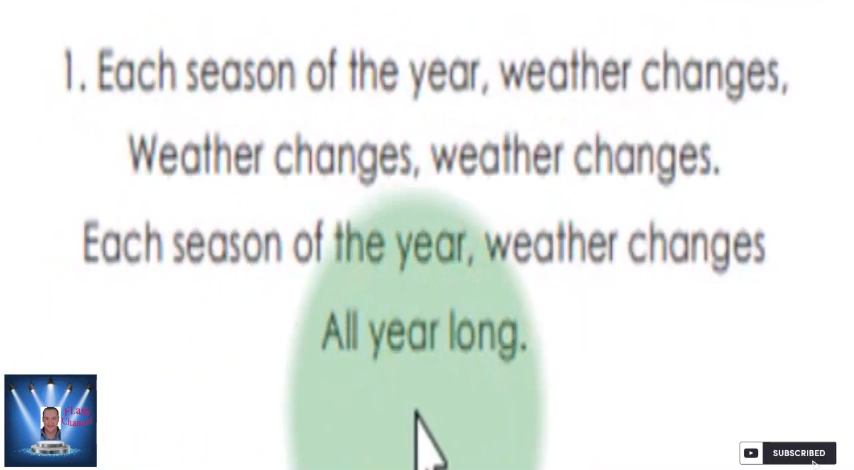 1. Each season of the year, weather changes,
Weather changes, weather changes.
Each season of the year, weather changes
All year long.
SUBSCRIBED